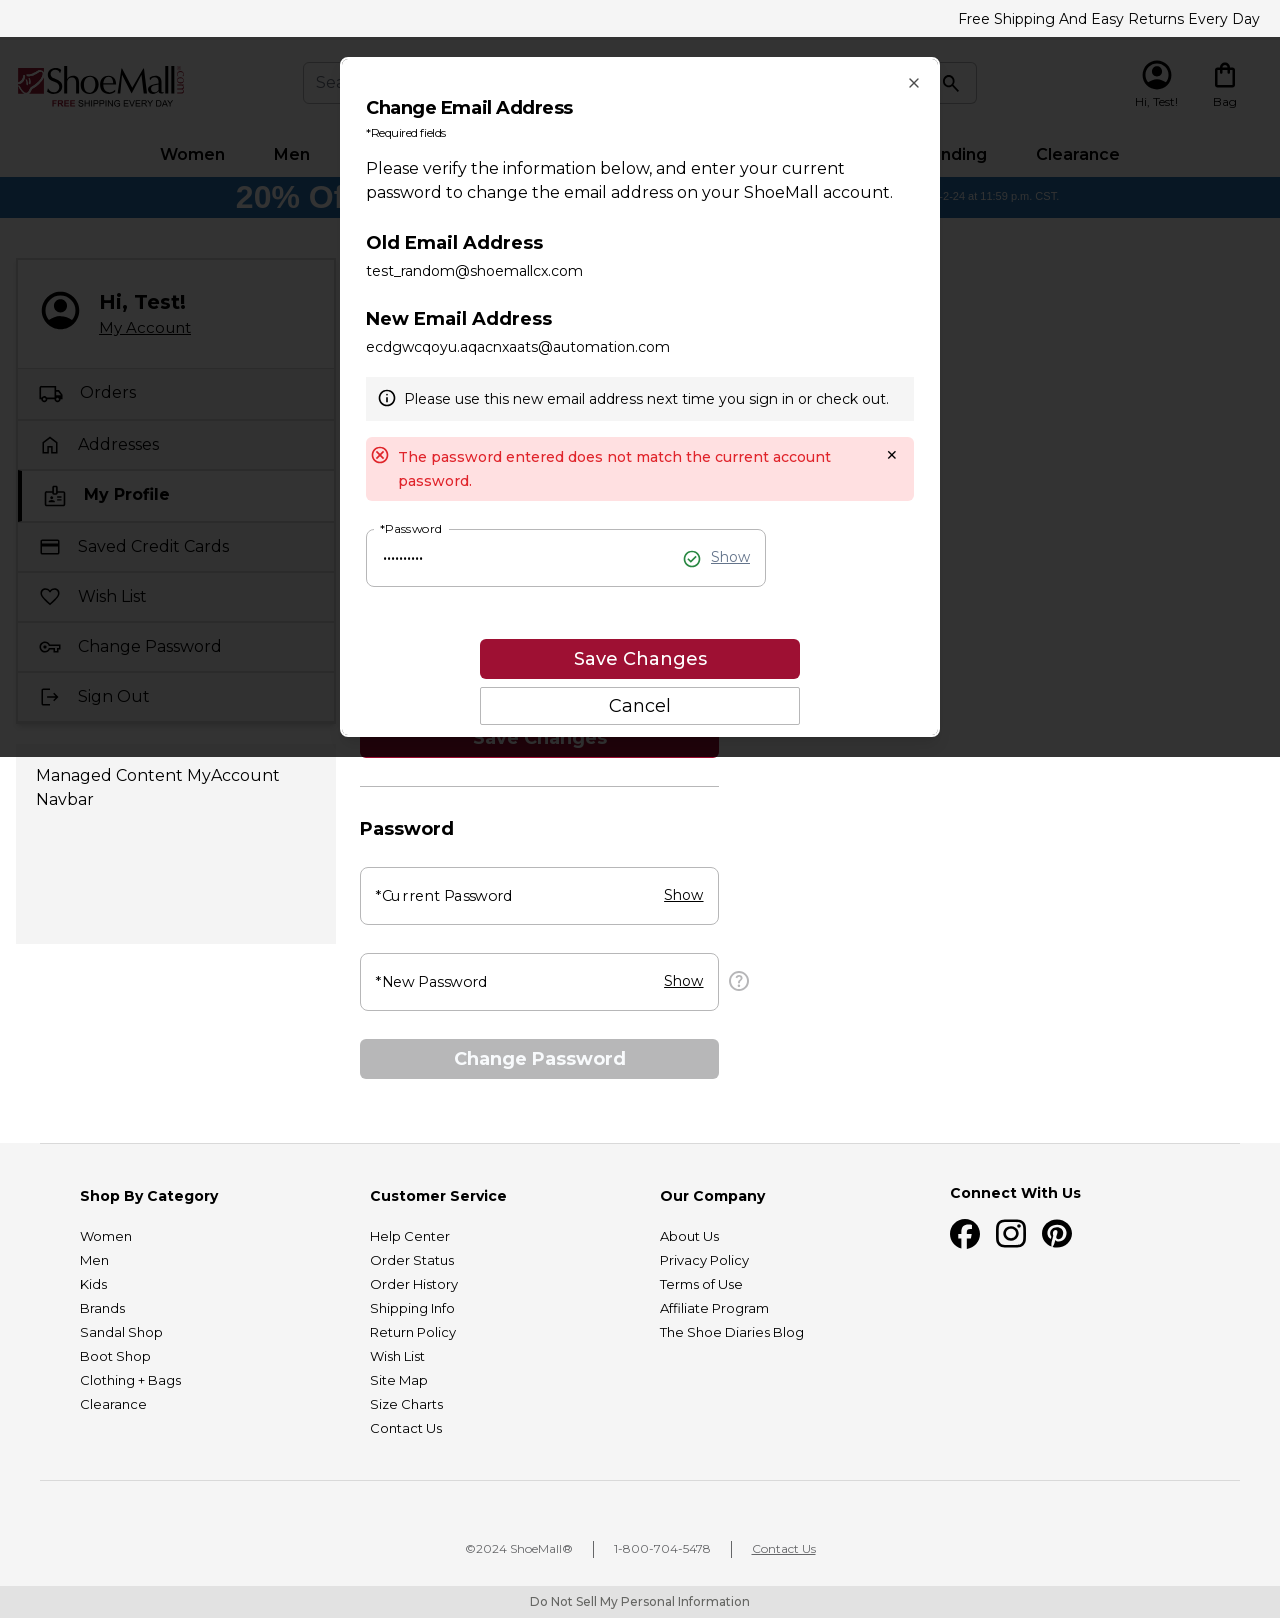 Free Shipping And Easy Returns Every Day
ShoeMall.com
FREE SHIPPING EVERY DAY
Hi, Test!
Bag
Women
Men
Clearance
20%
-2-24 at 11:59 p.m. CST.
Change Email Address
*Required fields
Please verify the information below, and enter your current
password to change the email address on your ShoeMall account.
Old Email Address
test_random@shoemallcx.com
New Email Address
ecdgwcqoyu.aqacnxaats@automation.com
Please use this new email address next time you sign in or check out.
The password entered does not match the current account
password.
*Password
Show
Save Changes
Cancel
Hi, Test!
My Account
Orders
Addresses
My Profile
Saved Credit Cards
Wish List
Change Password
Sign Out
Managed Content MyAccount
Navbar
Save Changes
Password
*Current Password
Show
*New Password
Show
Change Password
Shop By Category
Women
Men
Kids
Brands
Sandal Shop
Boot Shop
Clothing + Bags
Clearance
Customer Service
Help Center
Order Status
Order History
Shipping Info
Return Policy
Wish List
Site Map
Size Charts
Contact Us
Our Company
About Us
Privacy Policy
Terms of Use
Affiliate Program
The Shoe Diaries Blog
Connect With Us
©2024 ShoeMall®
1-800-704-5478
Contact Us
Do Not Sell My Personal Information